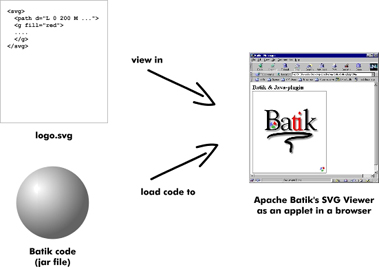 <svg>
<path d="L 0 200 M ...">
<g fill="red">
....
</g>
</svg>
logo.svg
view in
load code to
Batik code
(jar file)
Batik & Java-plugin
Batik
Apache Batik's SVG Viewer
as an applet in a browser